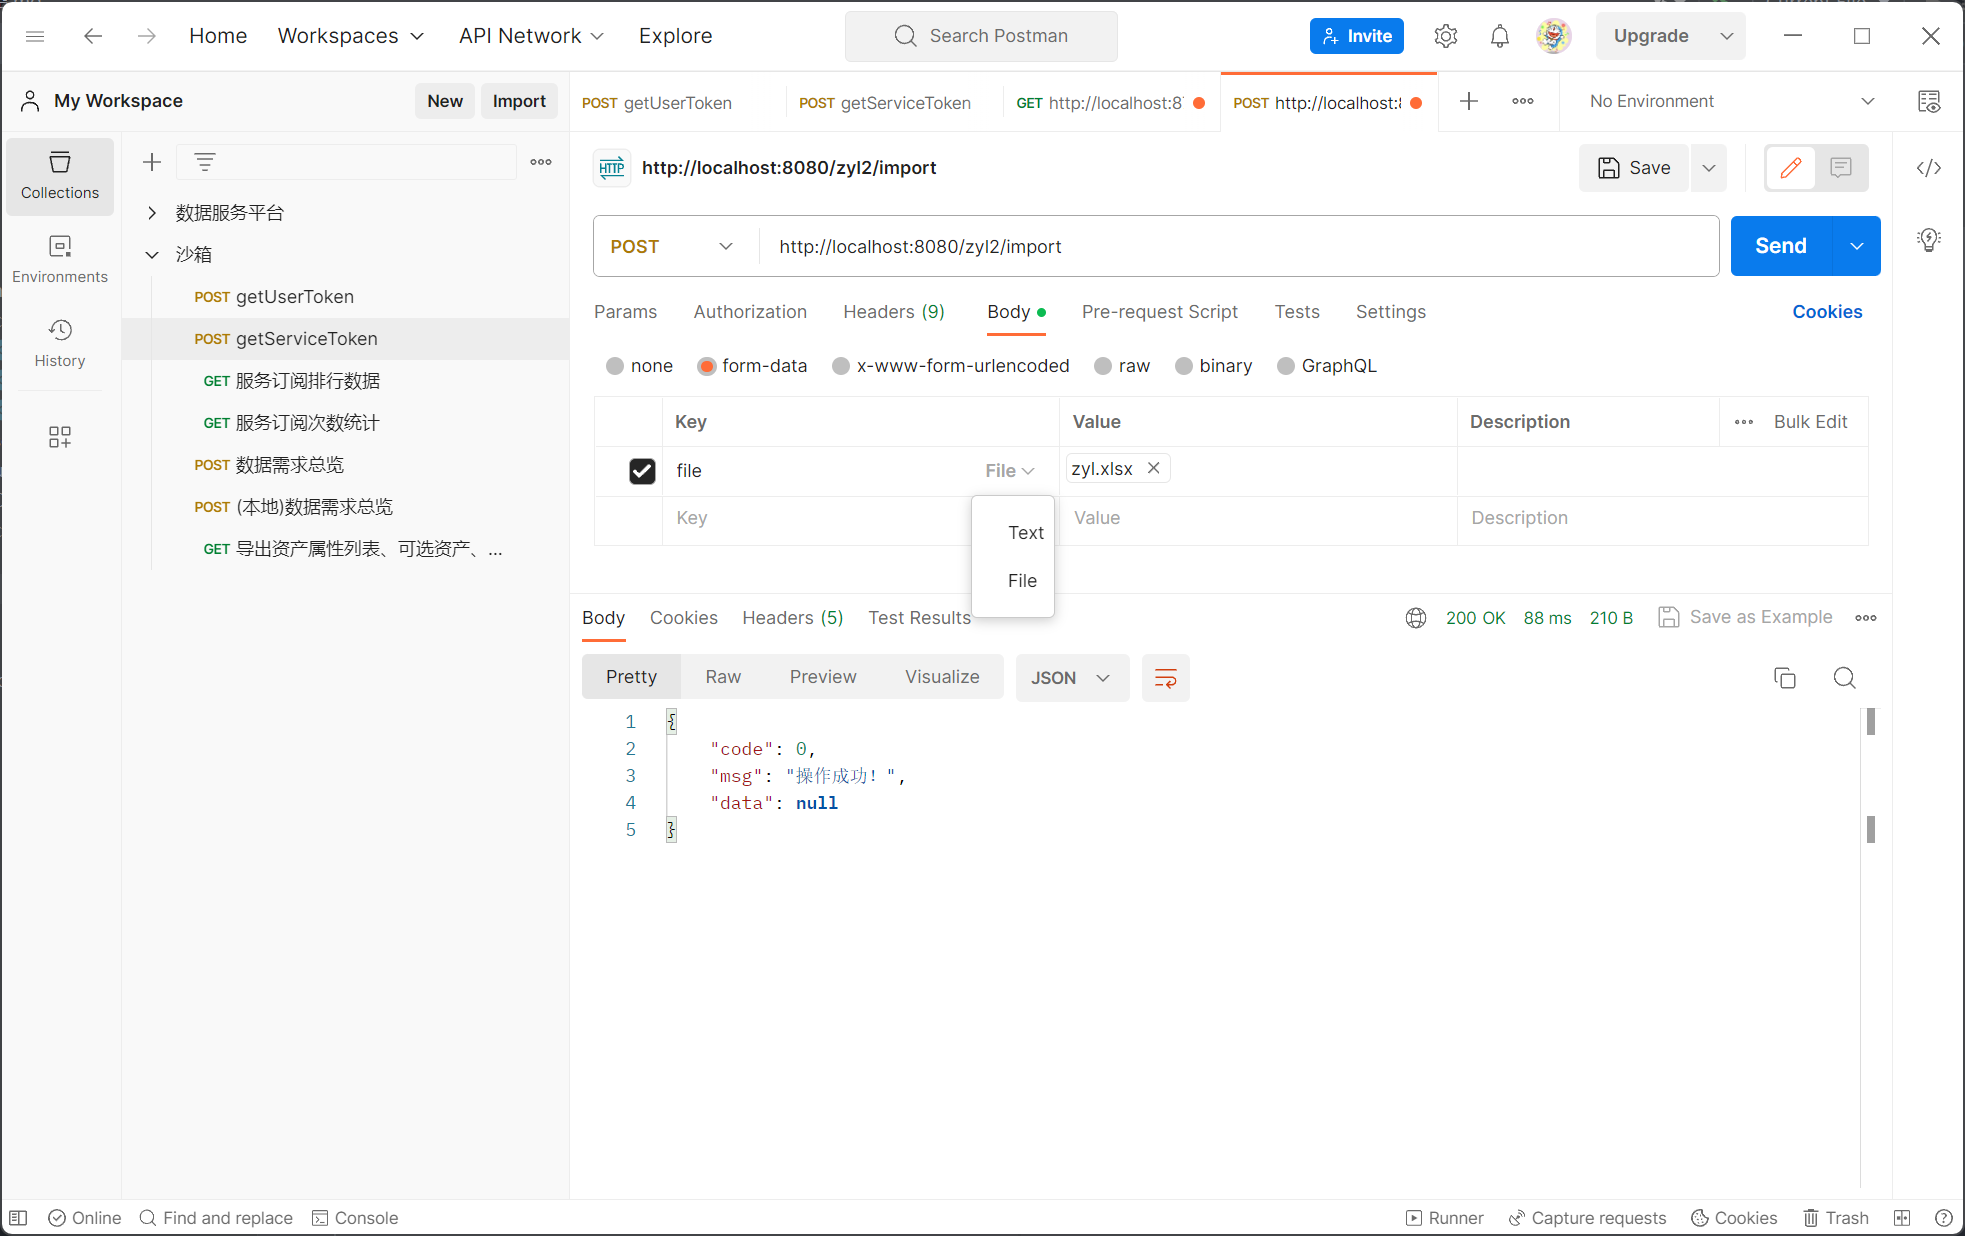 Home Workspaces API Network Explore Search Postman Invite Upgrade
My Workspace New Import
POST getUserToken POST getServiceToken GET http://localhost:8 POST http://localhost: No Environment
Collections
Environments
History
数据服务平台
沙箱
POST getUserToken
POST getServiceToken
GET 服务订阅排行数据
GET 服务订阅次数统计
POST 数据需求总览
POST (本地)数据需求总览
GET 导出资产属性列表、可选资产、...
HTTP http://localhost:8080/zyl2/import Save
POST http://localhost:8080/zyl2/import Send
Params Authorization Headers (9) Body Pre-request Script Tests Settings Cookies
none form-data x-www-form-urlencoded raw binary GraphQL
Key Value Description Bulk Edit
file File zyl.xlsx
Key Value Description
Text
File
Body Cookies Headers (5) Test Results 200 OK 88 ms 210 B Save as Example
Pretty Raw Preview Visualize JSON
1 {
2 "code": 0,
3 "msg": "操作成功！",
4 "data": null
5 }
Online Find and replace Console Runner Capture requests Cookies Trash